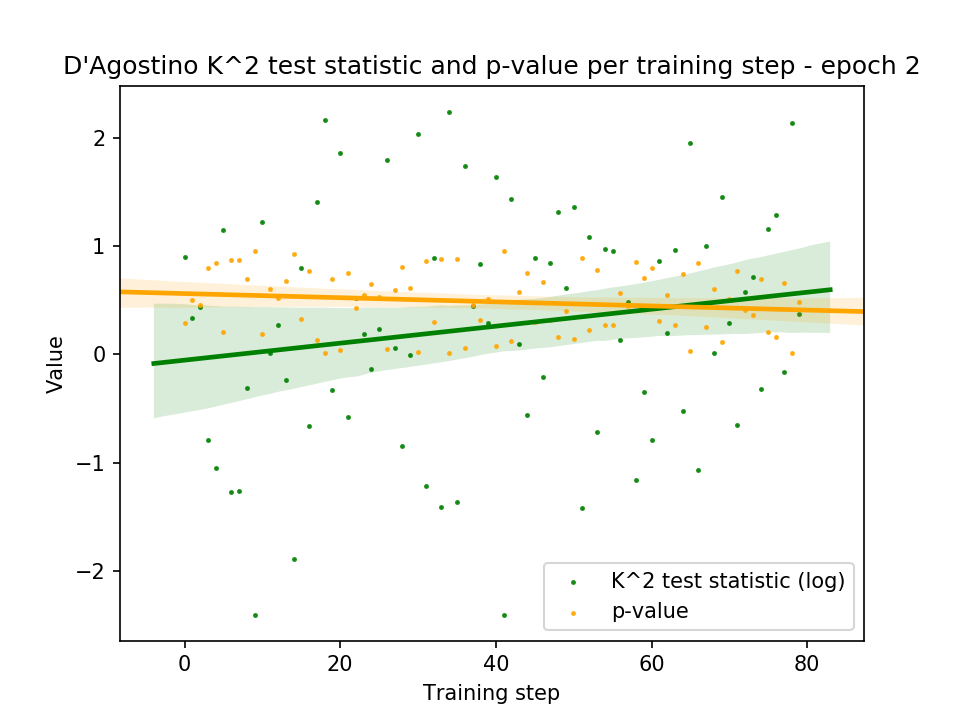 D'Agostino K^2 test statistic and p-value per training step - epoch 2
Value
2
1
0
−1
−2
K^2 test statistic (log)
p-value
0 20 40 60 80
Training step